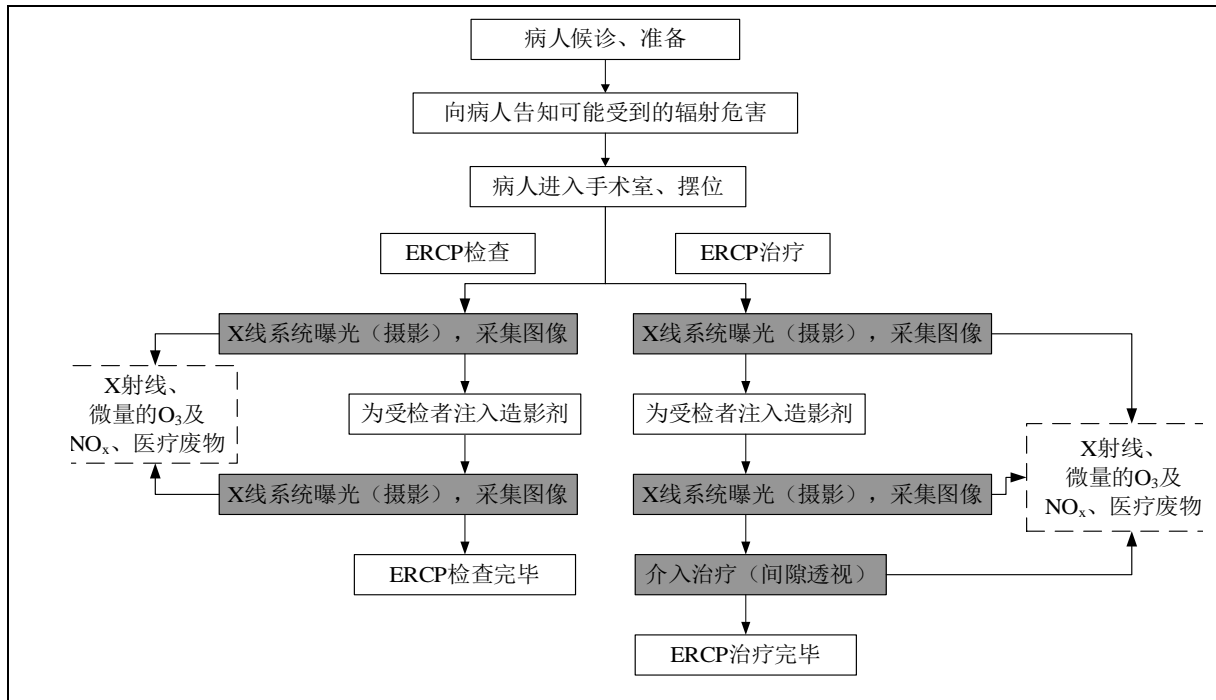 病人候诊、准备
向病人告知可能受到的辐射危害
病人进入手术室、摆位
ERCP检查
ERCP治疗
X线系统曝光（摄影），采集图像
X线系统曝光（摄影），采集图像
X射线、
微量的O₃及
NOₓ、医疗废物
为受检者注入造影剂
为受检者注入造影剂
X射线、
微量的O₃及
NOₓ、医疗废物
X线系统曝光（摄影），采集图像
X线系统曝光（摄影），采集图像
ERCP检查完毕
介入治疗（间隙透视）
ERCP治疗完毕